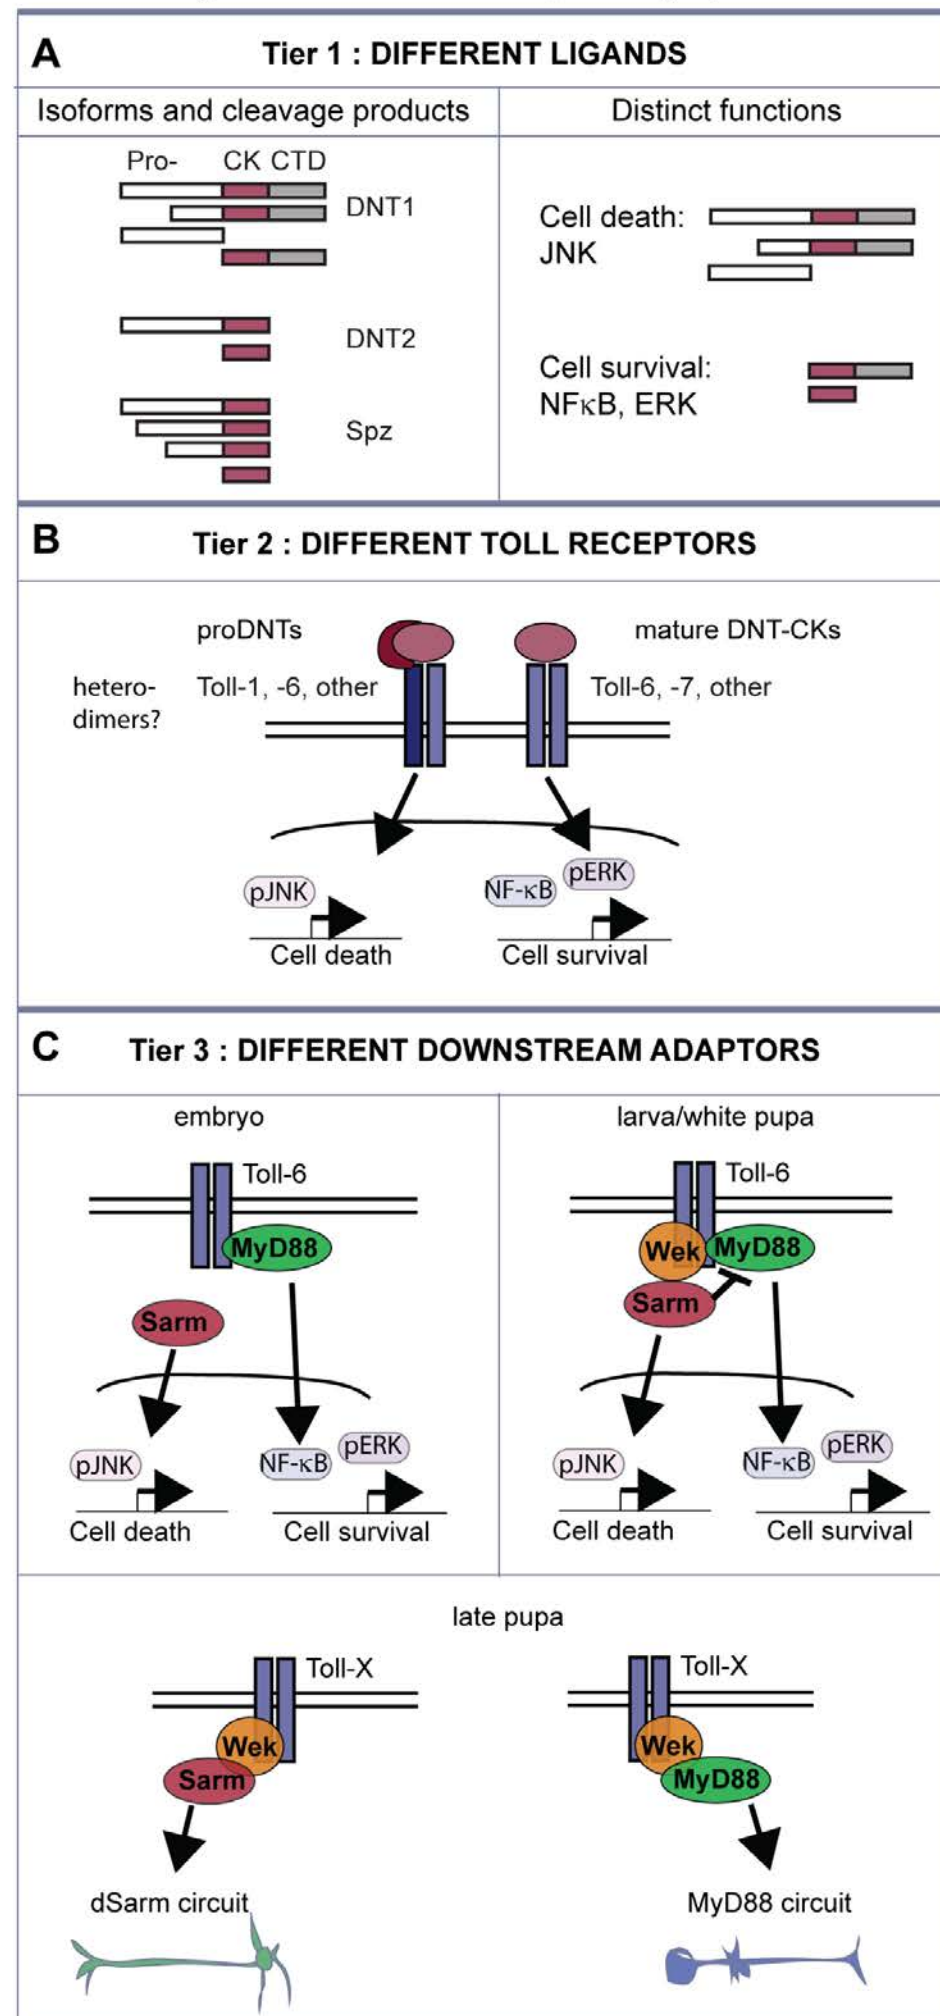 A
Tier 1 : DIFFERENT LIGANDS
Isoforms and cleavage products
Distinct functions
Pro-
CK
CTD
DNT1
DNT2
Spz
Cell death:
JNK
Cell survival:
NFκB, ERK
B
Tier 2 : DIFFERENT TOLL RECEPTORS
proDNTs
mature DNT-CKs
hetero-
dimers?
Toll-1, -6, other
Toll-6, -7, other
pJNK
Cell death
NF-κB
pERK
Cell survival
C
Tier 3 : DIFFERENT DOWNSTREAM ADAPTORS
embryo
Toll-6
MyD88
Sarm
pJNK
Cell death
NF-κB
pERK
Cell survival
larva/white pupa
Toll-6
Wek
MyD88
Sarm
pJNK
Cell death
NF-κB
pERK
Cell survival
late pupa
Toll-X
Wek
Sarm
dSarm circuit
Toll-X
Wek
MyD88
MyD88 circuit